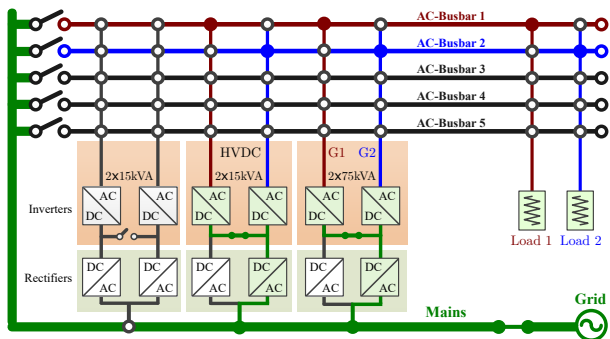 AC-Busbar 1
AC-Busbar 2
AC-Busbar 3
AC-Busbar 4
AC-Busbar 5
HVDC G1 G2
2x15kVA 2x15kVA 2x75kVA
Inverters AC DC AC DC AC DC AC DC AC DC AC DC
Load 1 Load 2
Rectifiers DC AC DC AC DC AC DC AC DC AC DC AC
Mains Grid